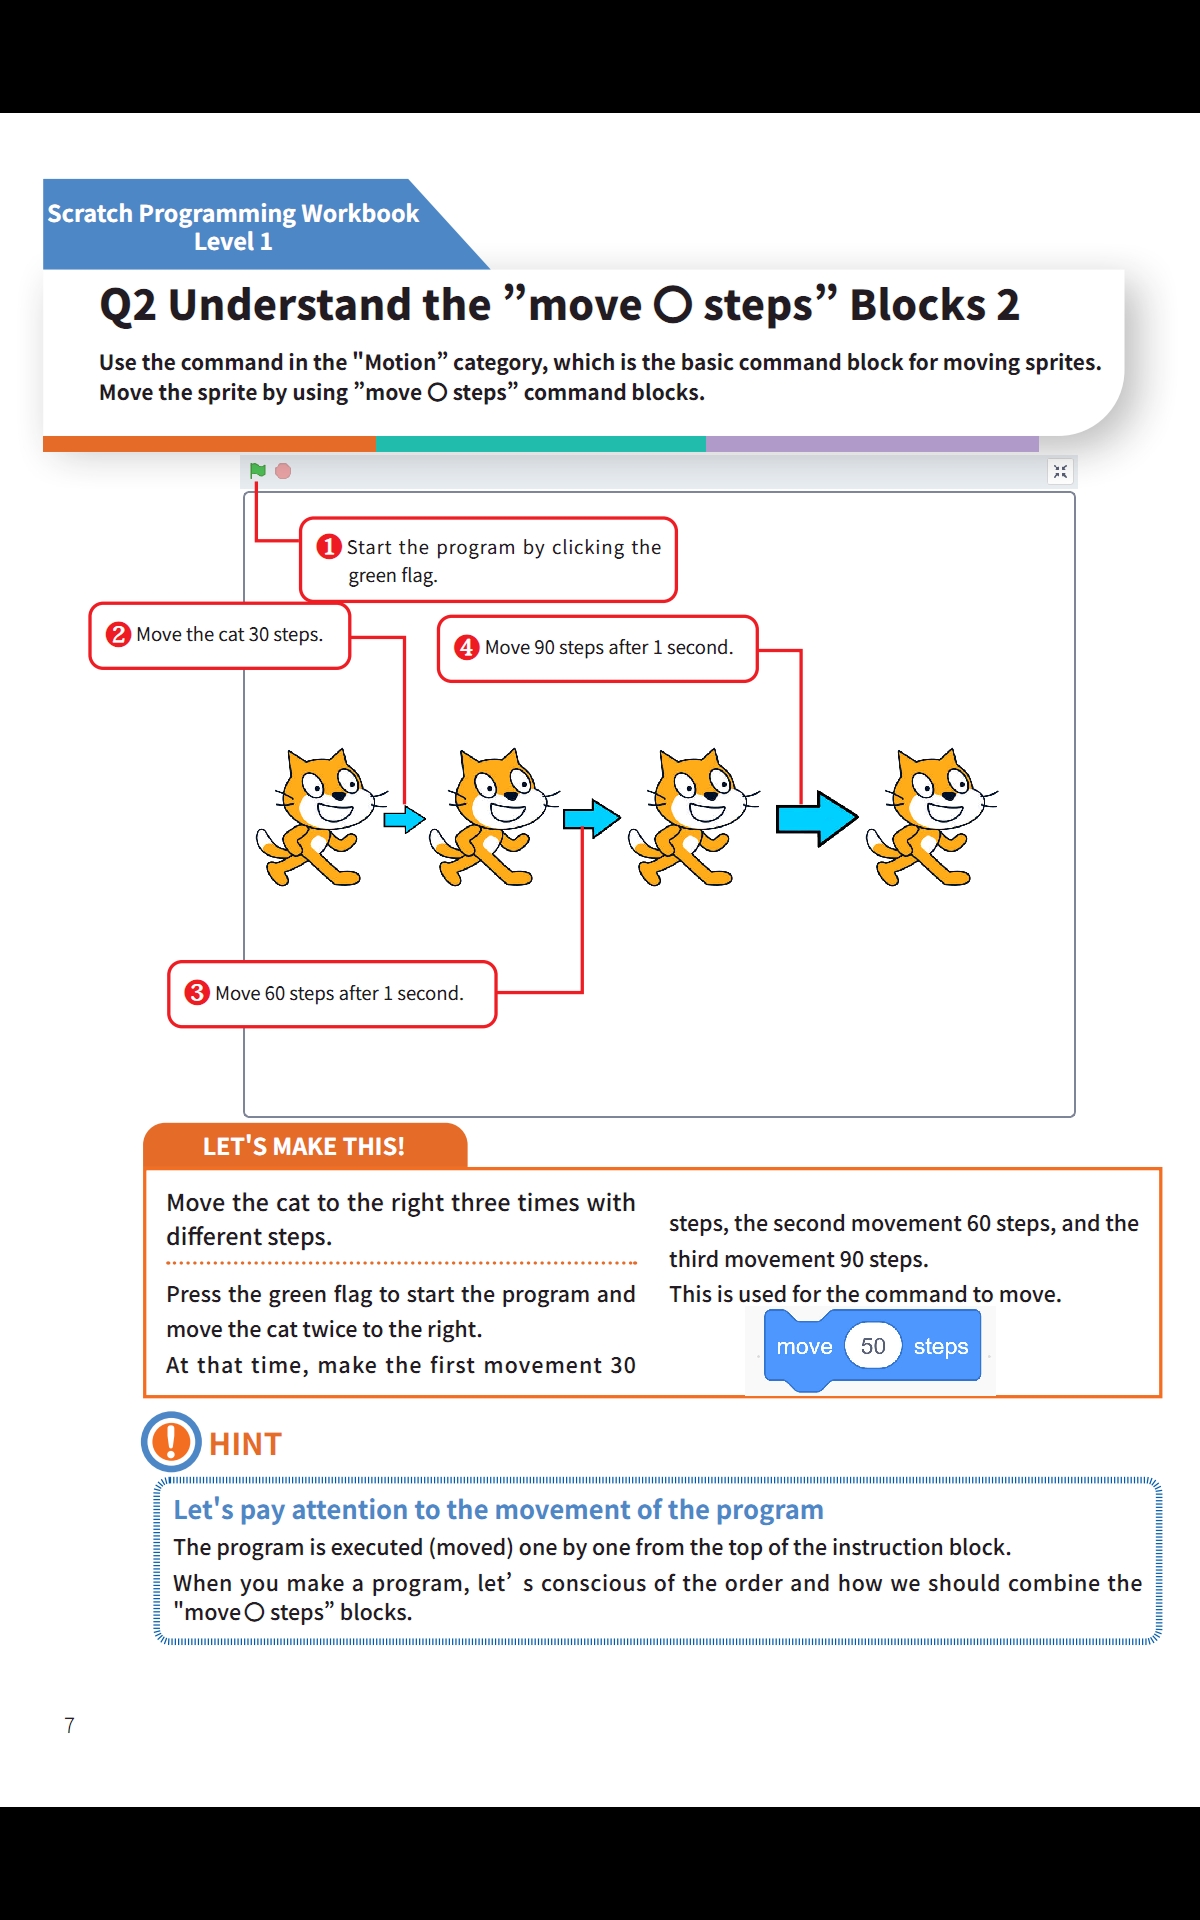 Scratch Programming Workbook
Level 1
Q2 Understand the ”move ○ steps” Blocks 2
Use the command in the "Motion” category, which is the basic command block for moving sprites.
Move the sprite by using ”move ○ steps” command blocks.
❶ Start the program by clicking the
green flag.
❷ Move the cat 30 steps.
❹ Move 90 steps after 1 second.
❸ Move 60 steps after 1 second.
LET'S MAKE THIS!
Move the cat to the right three times with
different steps.
Press the green flag to start the program and
move the cat twice to the right.
At that time, make the first movement 30
steps, the second movement 60 steps, and the
third movement 90 steps.
This is used for the command to move.
move 50 steps
HINT
Let's pay attention to the movement of the program
The program is executed (moved) one by one from the top of the instruction block.
When you make a program, let’ s conscious of the order and how we should combine the
"move○ steps” blocks.
7